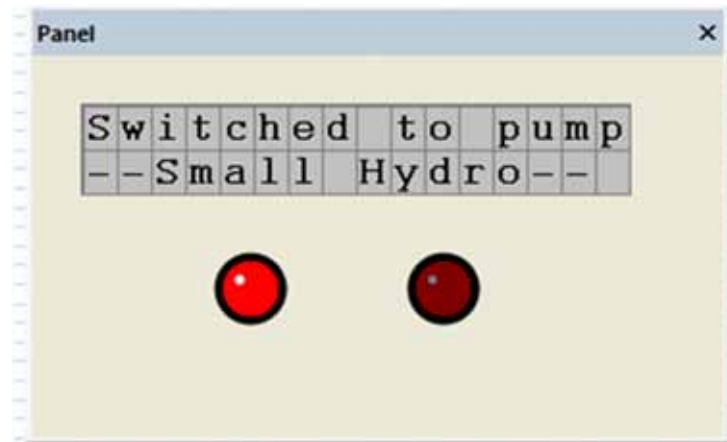 Panel
Switched to pump
--Small Hydro--